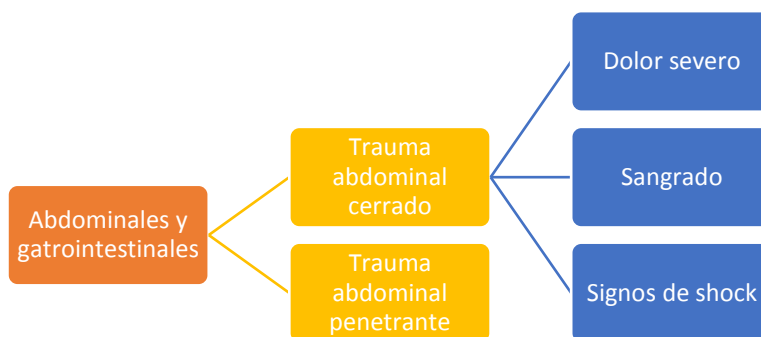 Abdominales y
gatrointestinales
Trauma
abdominal
cerrado
Trauma
abdominal
penetrante
Dolor severo
Sangrado
Signos de shock